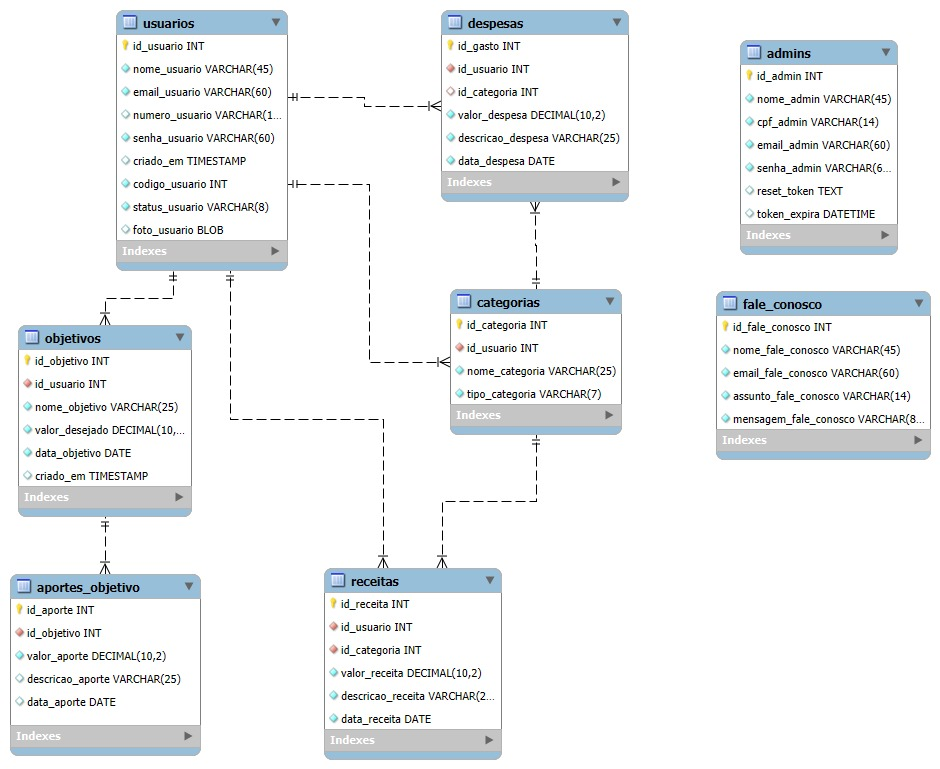 usuarios
id_usuario INT
nome_usuario VARCHAR(45)
email_usuario VARCHAR(60)
numero_usuario VARCHAR(1...
senha_usuario VARCHAR(60)
criado_em TIMESTAMP
codigo_usuario INT
status_usuario VARCHAR(8)
foto_usuario BLOB
Indexes
despesas
id_gasto INT
id_usuario INT
id_categoria INT
valor_despesa DECIMAL(10,2)
descricao_despesa VARCHAR(25)
data_despesa DATE
Indexes
admins
id_admin INT
nome_admin VARCHAR(45)
cpf_admin VARCHAR(14)
email_admin VARCHAR(60)
senha_admin VARCHAR(6...
reset_token TEXT
token_expira DATETIME
Indexes
categorias
id_categoria INT
id_usuario INT
nome_categoria VARCHAR(25)
tipo_categoria VARCHAR(7)
Indexes
fale_conosco
id_fale_conosco INT
nome_fale_conosco VARCHAR(45)
email_fale_conosco VARCHAR(60)
assunto_fale_conosco VARCHAR(14)
mensagem_fale_conosco VARCHAR(8...
Indexes
objetivos
id_objetivo INT
id_usuario INT
nome_objetivo VARCHAR(25)
valor_desejado DECIMAL(10,...
data_objetivo DATE
criado_em TIMESTAMP
Indexes
aportes_objetivo
id_aporte INT
id_objetivo INT
valor_aporte DECIMAL(10,2)
descricao_aporte VARCHAR(25)
data_aporte DATE
Indexes
receitas
id_receita INT
id_usuario INT
id_categoria INT
valor_receita DECIMAL(10,2)
descricao_receita VARCHAR(2...
data_receita DATE
Indexes